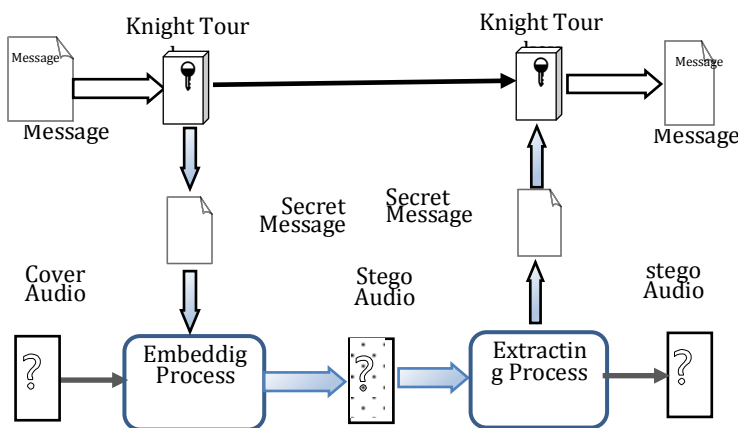 Knight Tour
Knight Tour
Message
Message
Message
Message
Secret
Message
Secret
Message
Cover
Audio
Stego
Audio
stego
Audio
?
Embeddig
Process
?
Extractin
g Process
?